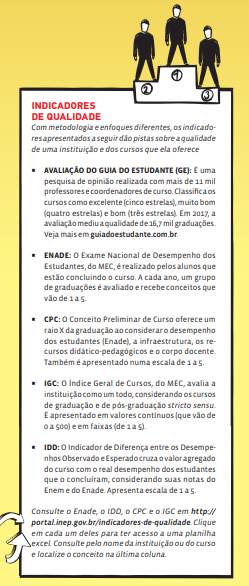 1
2
3
INDICADORES
DE QUALIDADE
Com metodologia e enfoques diferentes, os indicado-
res apresentados a seguir dão pistas sobre a qualidade
de uma instituição e dos cursos que ela oferece
▪ AVALIAÇÃO DO GUIA DO ESTUDANTE (GE): É uma
pesquisa de opinião realizada com mais de 11 mil
professores e coordenadores de curso. Classifica os
cursos como excelente (cinco estrelas), muito bom
(quatro estrelas) e bom (três estrelas). Em 2017, a
avaliação mediu a qualidade de 16,7 mil graduações.
Veja mais em guiadoestudante.com.br.
▪ ENADE: O Exame Nacional de Desempenho dos
Estudantes, do MEC, é realizado pelos alunos que
estão concluindo o curso. A cada ano, um grupo
de graduações é avaliado e recebe conceitos que
vão de 1 a 5.
▪ CPC: O Conceito Preliminar de Curso oferece um
raio X da graduação ao considerar o desempenho
dos estudantes (Enade), a infraestrutura, os re-
cursos didático-pedagógicos e o corpo docente.
Também é apresentado numa escala de 1 a 5.
▪ IGC: O Índice Geral de Cursos, do MEC, avalia a
instituição como um todo, considerando os cursos
de graduação e de pós-graduação stricto sensu.
É apresentado em valores contínuos (que vão de
0 a 500) e em faixas (de 1 a 5).
▪ IDD: O Indicador de Diferença entre os Desempe-
nhos Observado e Esperado cruza o valor agregado
do curso com o real desempenho dos estudantes
que o concluíram, considerando suas notas do
Enem e do Enade. Apresenta escala de 1 a 5.
Consulte o Enade, o IDD, o CPC e o IGC em http://
portal.inep.gov.br/indicadores-de-qualidade. Clique
em cada um deles para ter acesso a uma planilha
excel. Consulte pelo nome da instituição ou do curso
e localize o conceito na última coluna.